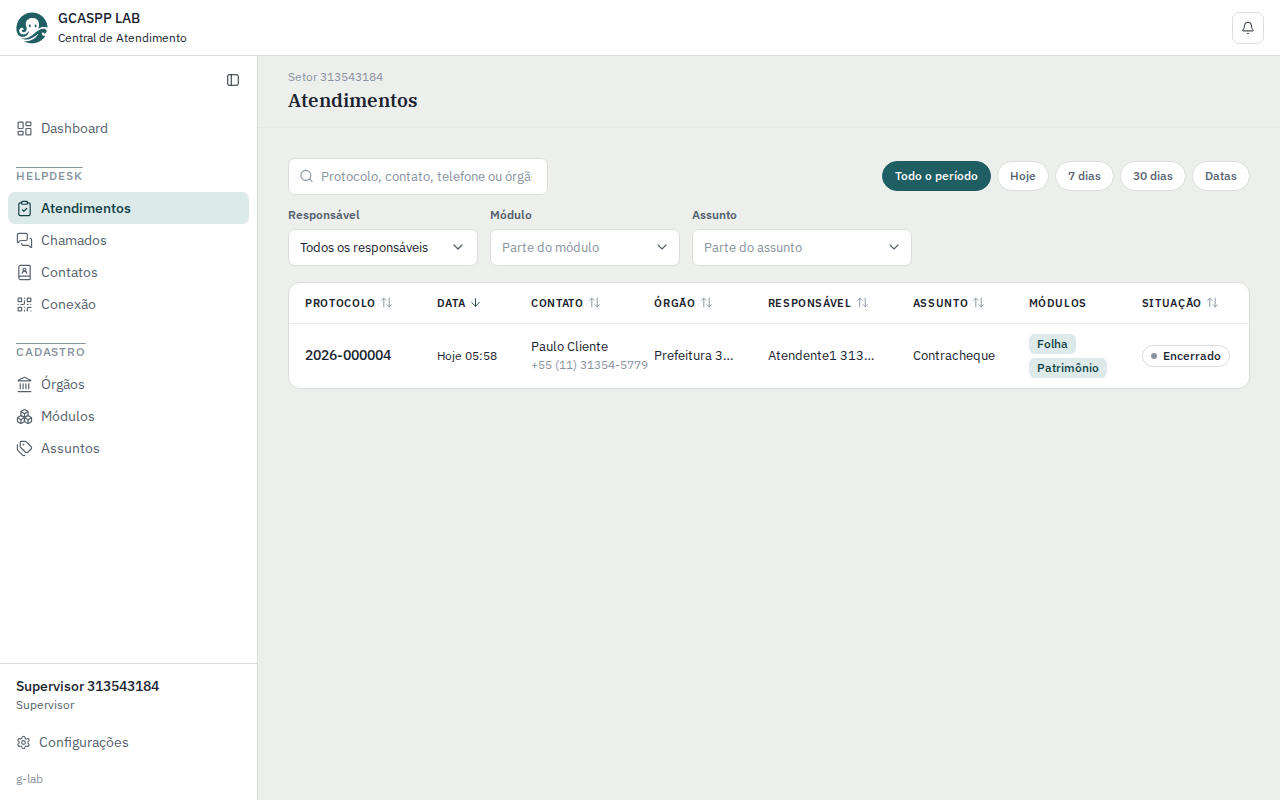 GCASPP LAB
Central de Atendimento
Setor 313543184
Atendimentos
Dashboard
HELPDESK
Atendimentos
Chamados
Contatos
Conexão
CADASTRO
Órgãos
Módulos
Assuntos
Protocolo, contato, telefone ou órgã
Todo o período
Hoje
7 dias
30 dias
Datas
Responsável
Módulo
Assunto
Todos os responsáveis
Parte do módulo
Parte do assunto
PROTOCOLO DATA CONTATO ÓRGÃO RESPONSÁVEL ASSUNTO MÓDULOS SITUAÇÃO
2026-000004
Hoje 05:58
Paulo Cliente
+55 (11) 31354-5779
Prefeitura 3...
Atendente1 313...
Contracheque
Folha
Patrimônio
Encerrado
Supervisor 313543184
Supervisor
Configurações
g-lab